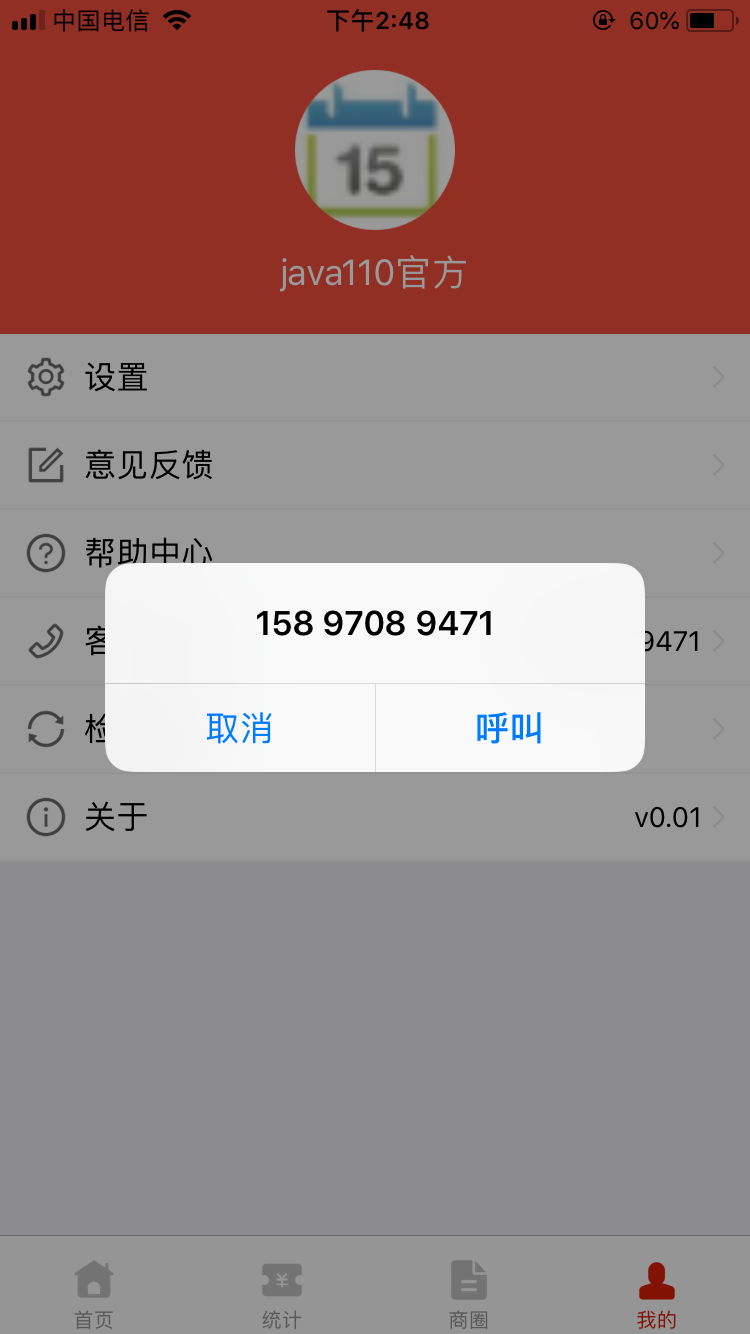 中国电信 下午2:48 60%
15
java110官方
设置
意见反馈
帮助中心
158 9708 9471
客 9471
取消 呼叫
检
关于 v0.01
首页 统计 商圈 我的